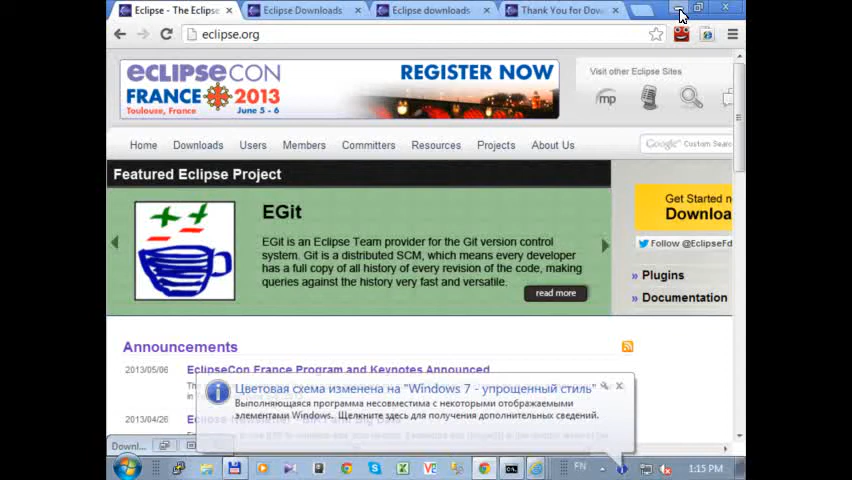 Eclipse - The Eclipse
Eclipse Downloads
Eclipse downloads
Thank You for Dow
eclipse.org
eclipseCON
FRANCE 2013
Toulouse, France June 5 - 6
REGISTER NOW
Visit other Eclipse Sites
mp
Home
Downloads
Users
Members
Committers
Resources
Projects
About Us
Google Custom Sear
Featured Eclipse Project
EGit
EGit is an Eclipse Team provider for the Git version control
system. Git is a distributed SCM, which means every developer
has a full copy of all history of every revision of the code, making
queries against the history very fast and versatile.
read more
Get Started n
Downloa
Follow @EclipseFd
» Plugins
» Documentation
Announcements
2013/05/06 EclipseCon France Program and Keynotes Announced
2013/04/26
Цветовая схема изменена на "Windows 7 - упрощенный стиль"
Выполняющаяся программа несовместима с некоторыми отображаемыми
элементами Windows. Щелкните здесь для получения дополнительных сведений.
Downl...
EN
1:15 PM